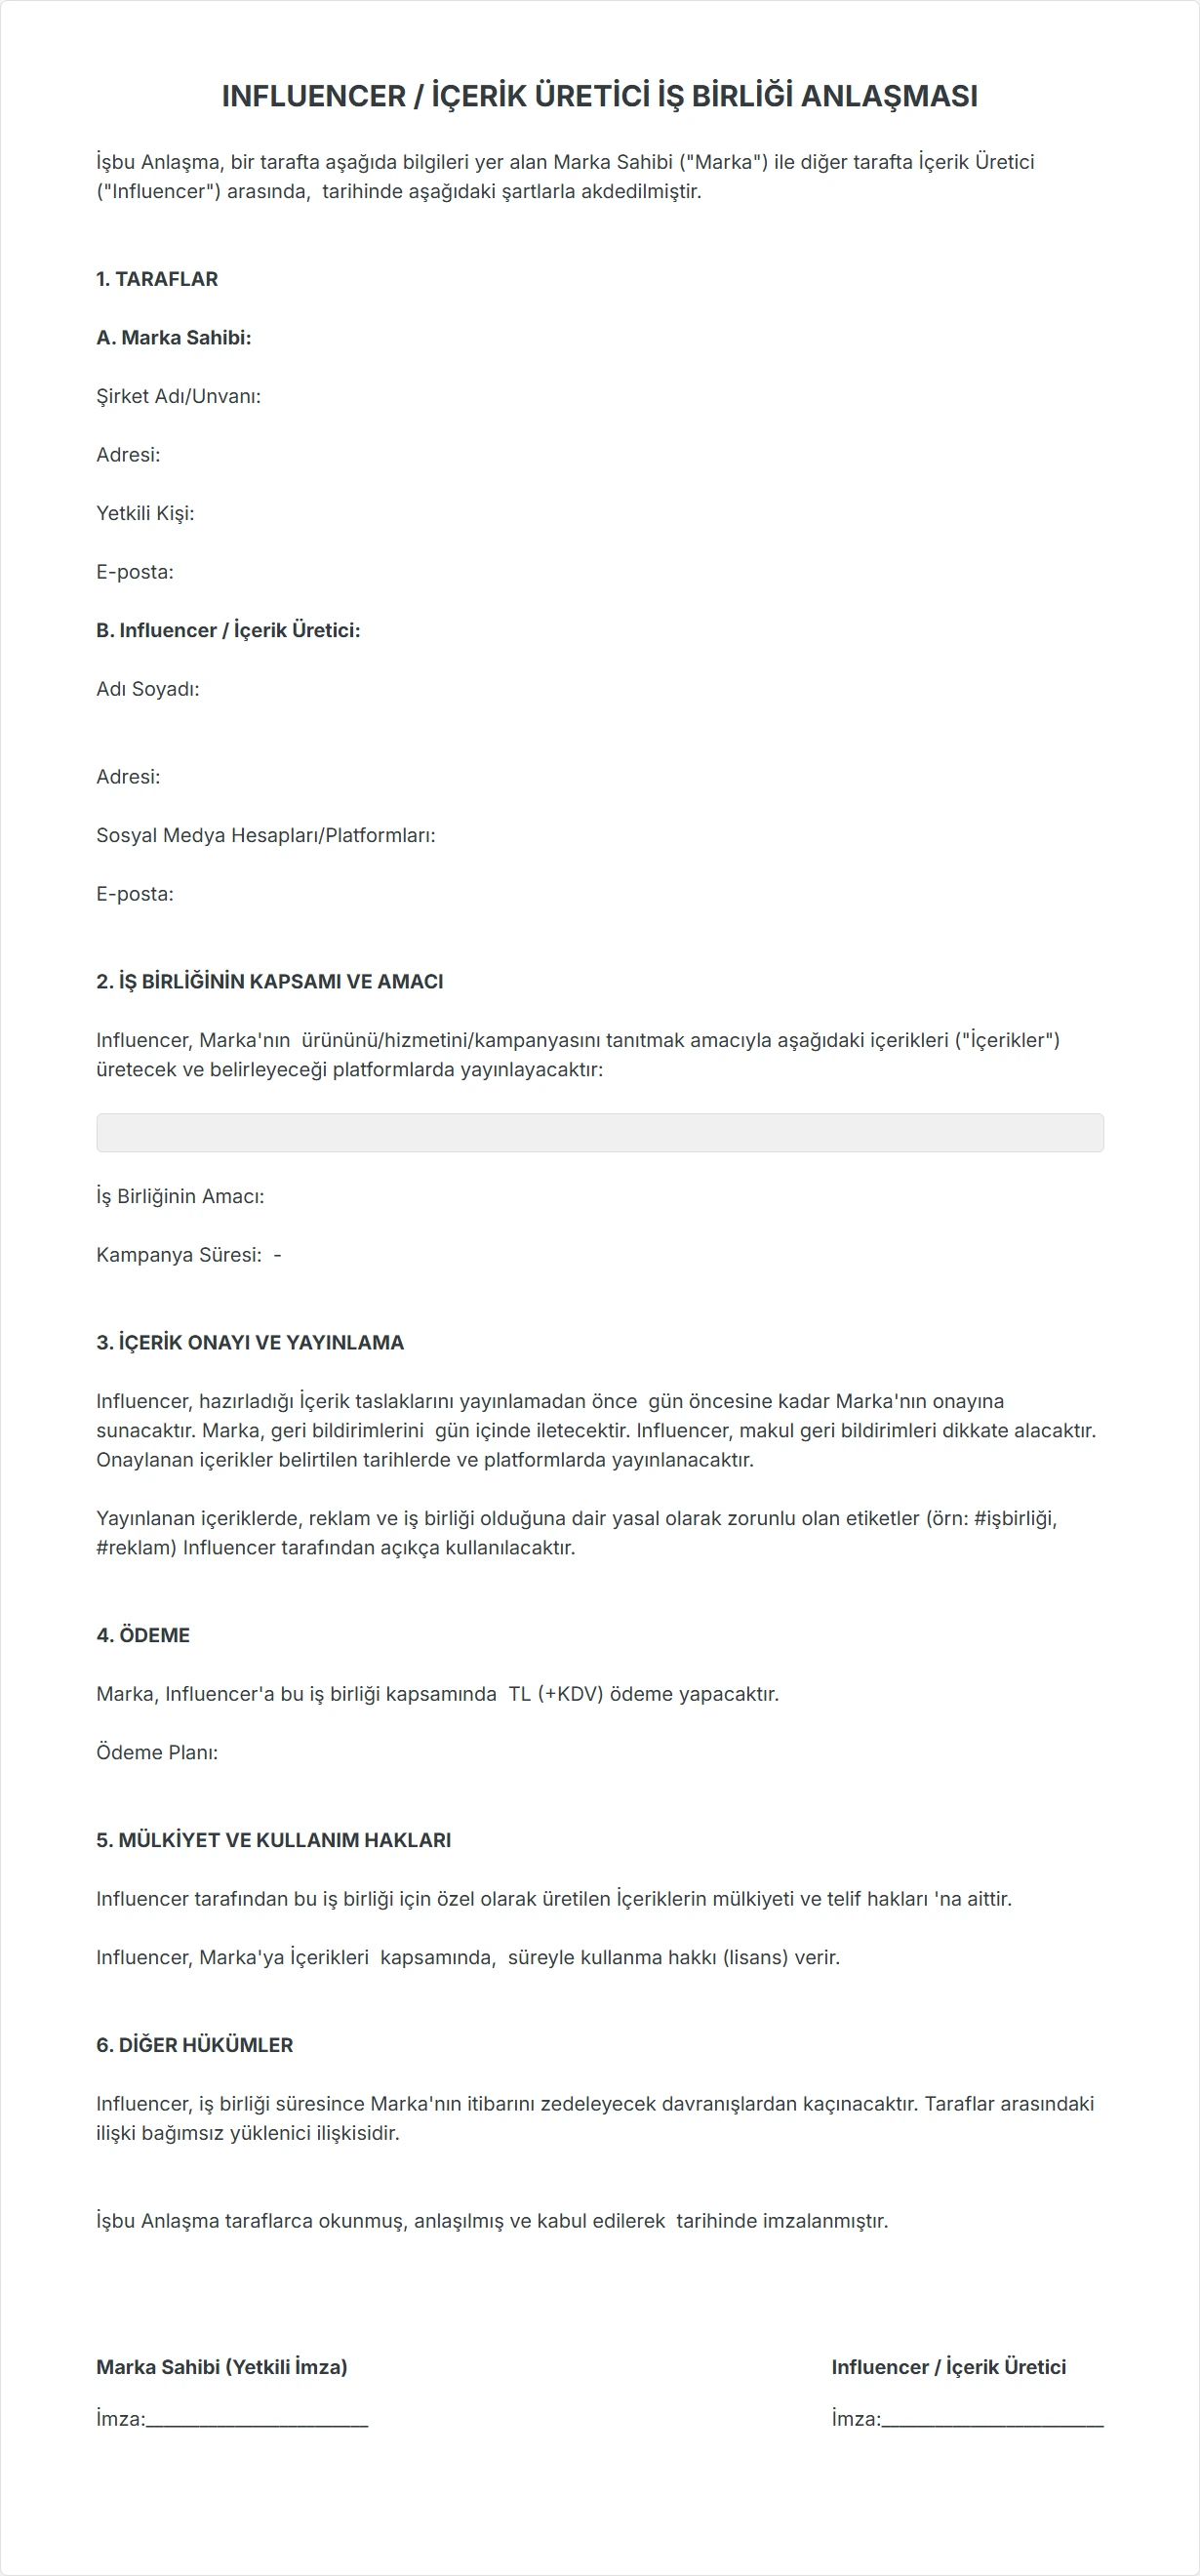 INFLUENCER / İÇERİK ÜRETİCİ İŞ BİRLİĞİ ANLAŞMASI
İşbu Anlaşma, bir tarafta aşağıda bilgileri yer alan Marka Sahibi ("Marka") ile diğer tarafta İçerik Üretici
("Influencer") arasında,  tarihinde aşağıdaki şartlarla akdedilmiştir.
1. TARAFLAR
A. Marka Sahibi:
Şirket Adı/Unvanı:
Adresi:
Yetkili Kişi:
E-posta:
B. Influencer / İçerik Üretici:
Adı Soyadı:
Adresi:
Sosyal Medya Hesapları/Platformları:
E-posta:
2. İŞ BİRLİĞİNİN KAPSAMI VE AMACI
Influencer, Marka'nın  ürününü/hizmetini/kampanyasını tanıtmak amacıyla aşağıdaki içerikleri ("İçerikler")
üretecek ve belirleyeceği platformlarda yayınlayacaktır:
İş Birliğinin Amacı:
Kampanya Süresi:  -
3. İÇERİK ONAYI VE YAYINLAMA
Influencer, hazırladığı İçerik taslaklarını yayınlamadan önce  gün öncesine kadar Marka'nın onayına
sunacaktır. Marka, geri bildirimlerini  gün içinde iletecektir. Influencer, makul geri bildirimleri dikkate alacaktır.
Onaylanan içerikler belirtilen tarihlerde ve platformlarda yayınlanacaktır.
Yayınlanan içeriklerde, reklam ve iş birliği olduğuna dair yasal olarak zorunlu olan etiketler (örn: #işbirliği,
#reklam) Influencer tarafından açıkça kullanılacaktır.
4. ÖDEME
Marka, Influencer'a bu iş birliği kapsamında  TL (+KDV) ödeme yapacaktır.
Ödeme Planı:
5. MÜLKİYET VE KULLANIM HAKLARI
Influencer tarafından bu iş birliği için özel olarak üretilen İçeriklerin mülkiyeti ve telif hakları 'na aittir.
Influencer, Marka'ya İçerikleri  kapsamında,  süreyle kullanma hakkı (lisans) verir.
6. DİĞER HÜKÜMLER
Influencer, iş birliği süresince Marka'nın itibarını zedeleyecek davranışlardan kaçınacaktır. Taraflar arasındaki
ilişki bağımsız yüklenici ilişkisidir.
İşbu Anlaşma taraflarca okunmuş, anlaşılmış ve kabul edilerek  tarihinde imzalanmıştır.
Marka Sahibi (Yetkili İmza)
İmza:________________________
Influencer / İçerik Üretici
İmza:________________________